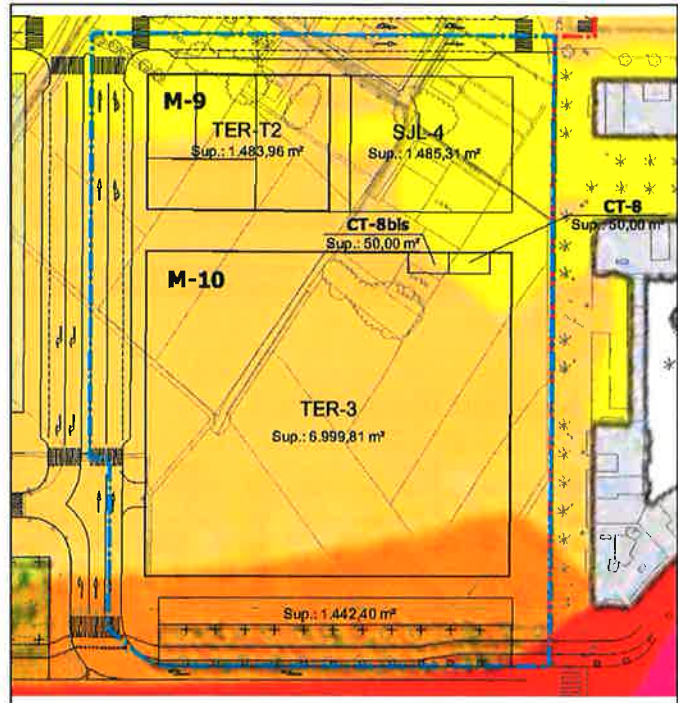 M-9
TER-T2
Sup.: 1.483,96 m²
SJL-4
Sup.: 1.485,31 m²
CT-8bis
Sup.: 50,00 m²
CT-8
Sup.: 50,00 m²
M-10
TER-3
Sup.: 6.999,81 m²
Sup.: 1.442,40 m²